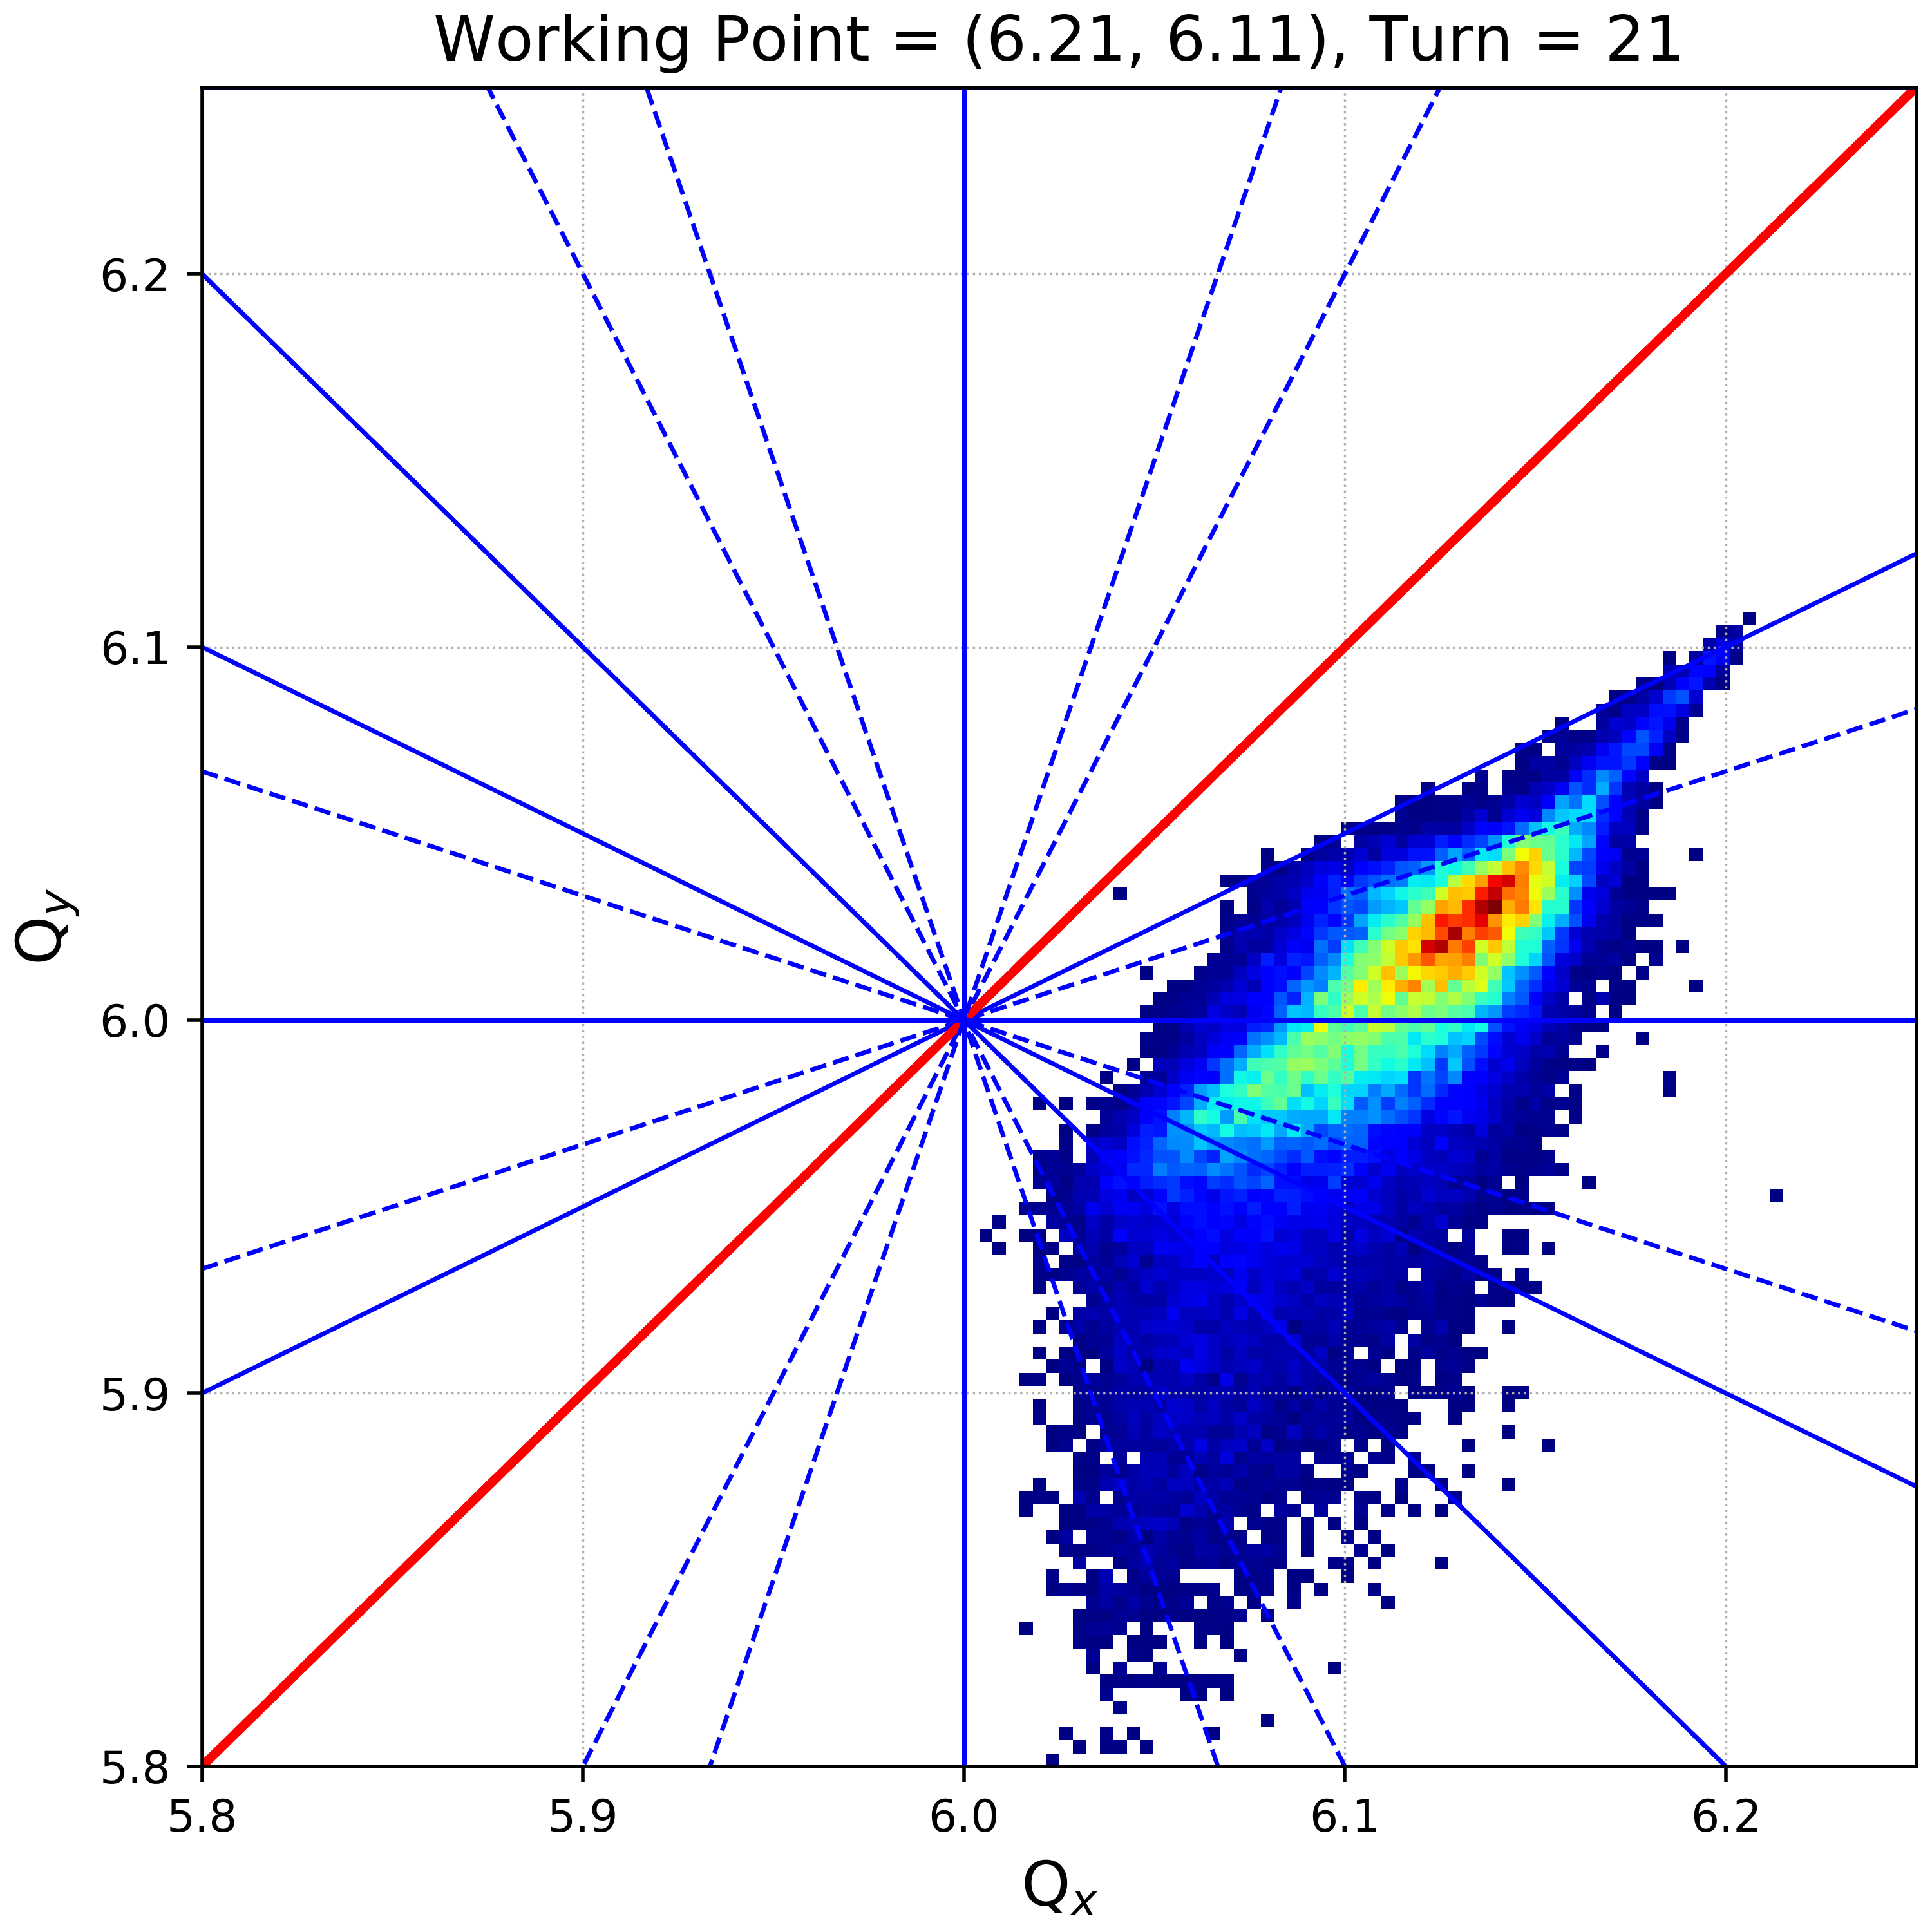 Working Point = (6.21, 6.11), Turn = 21
6.2
6.1
6.0
5.9
5.8
Qy
5.8 5.9 6.0 6.1 6.2
Qx